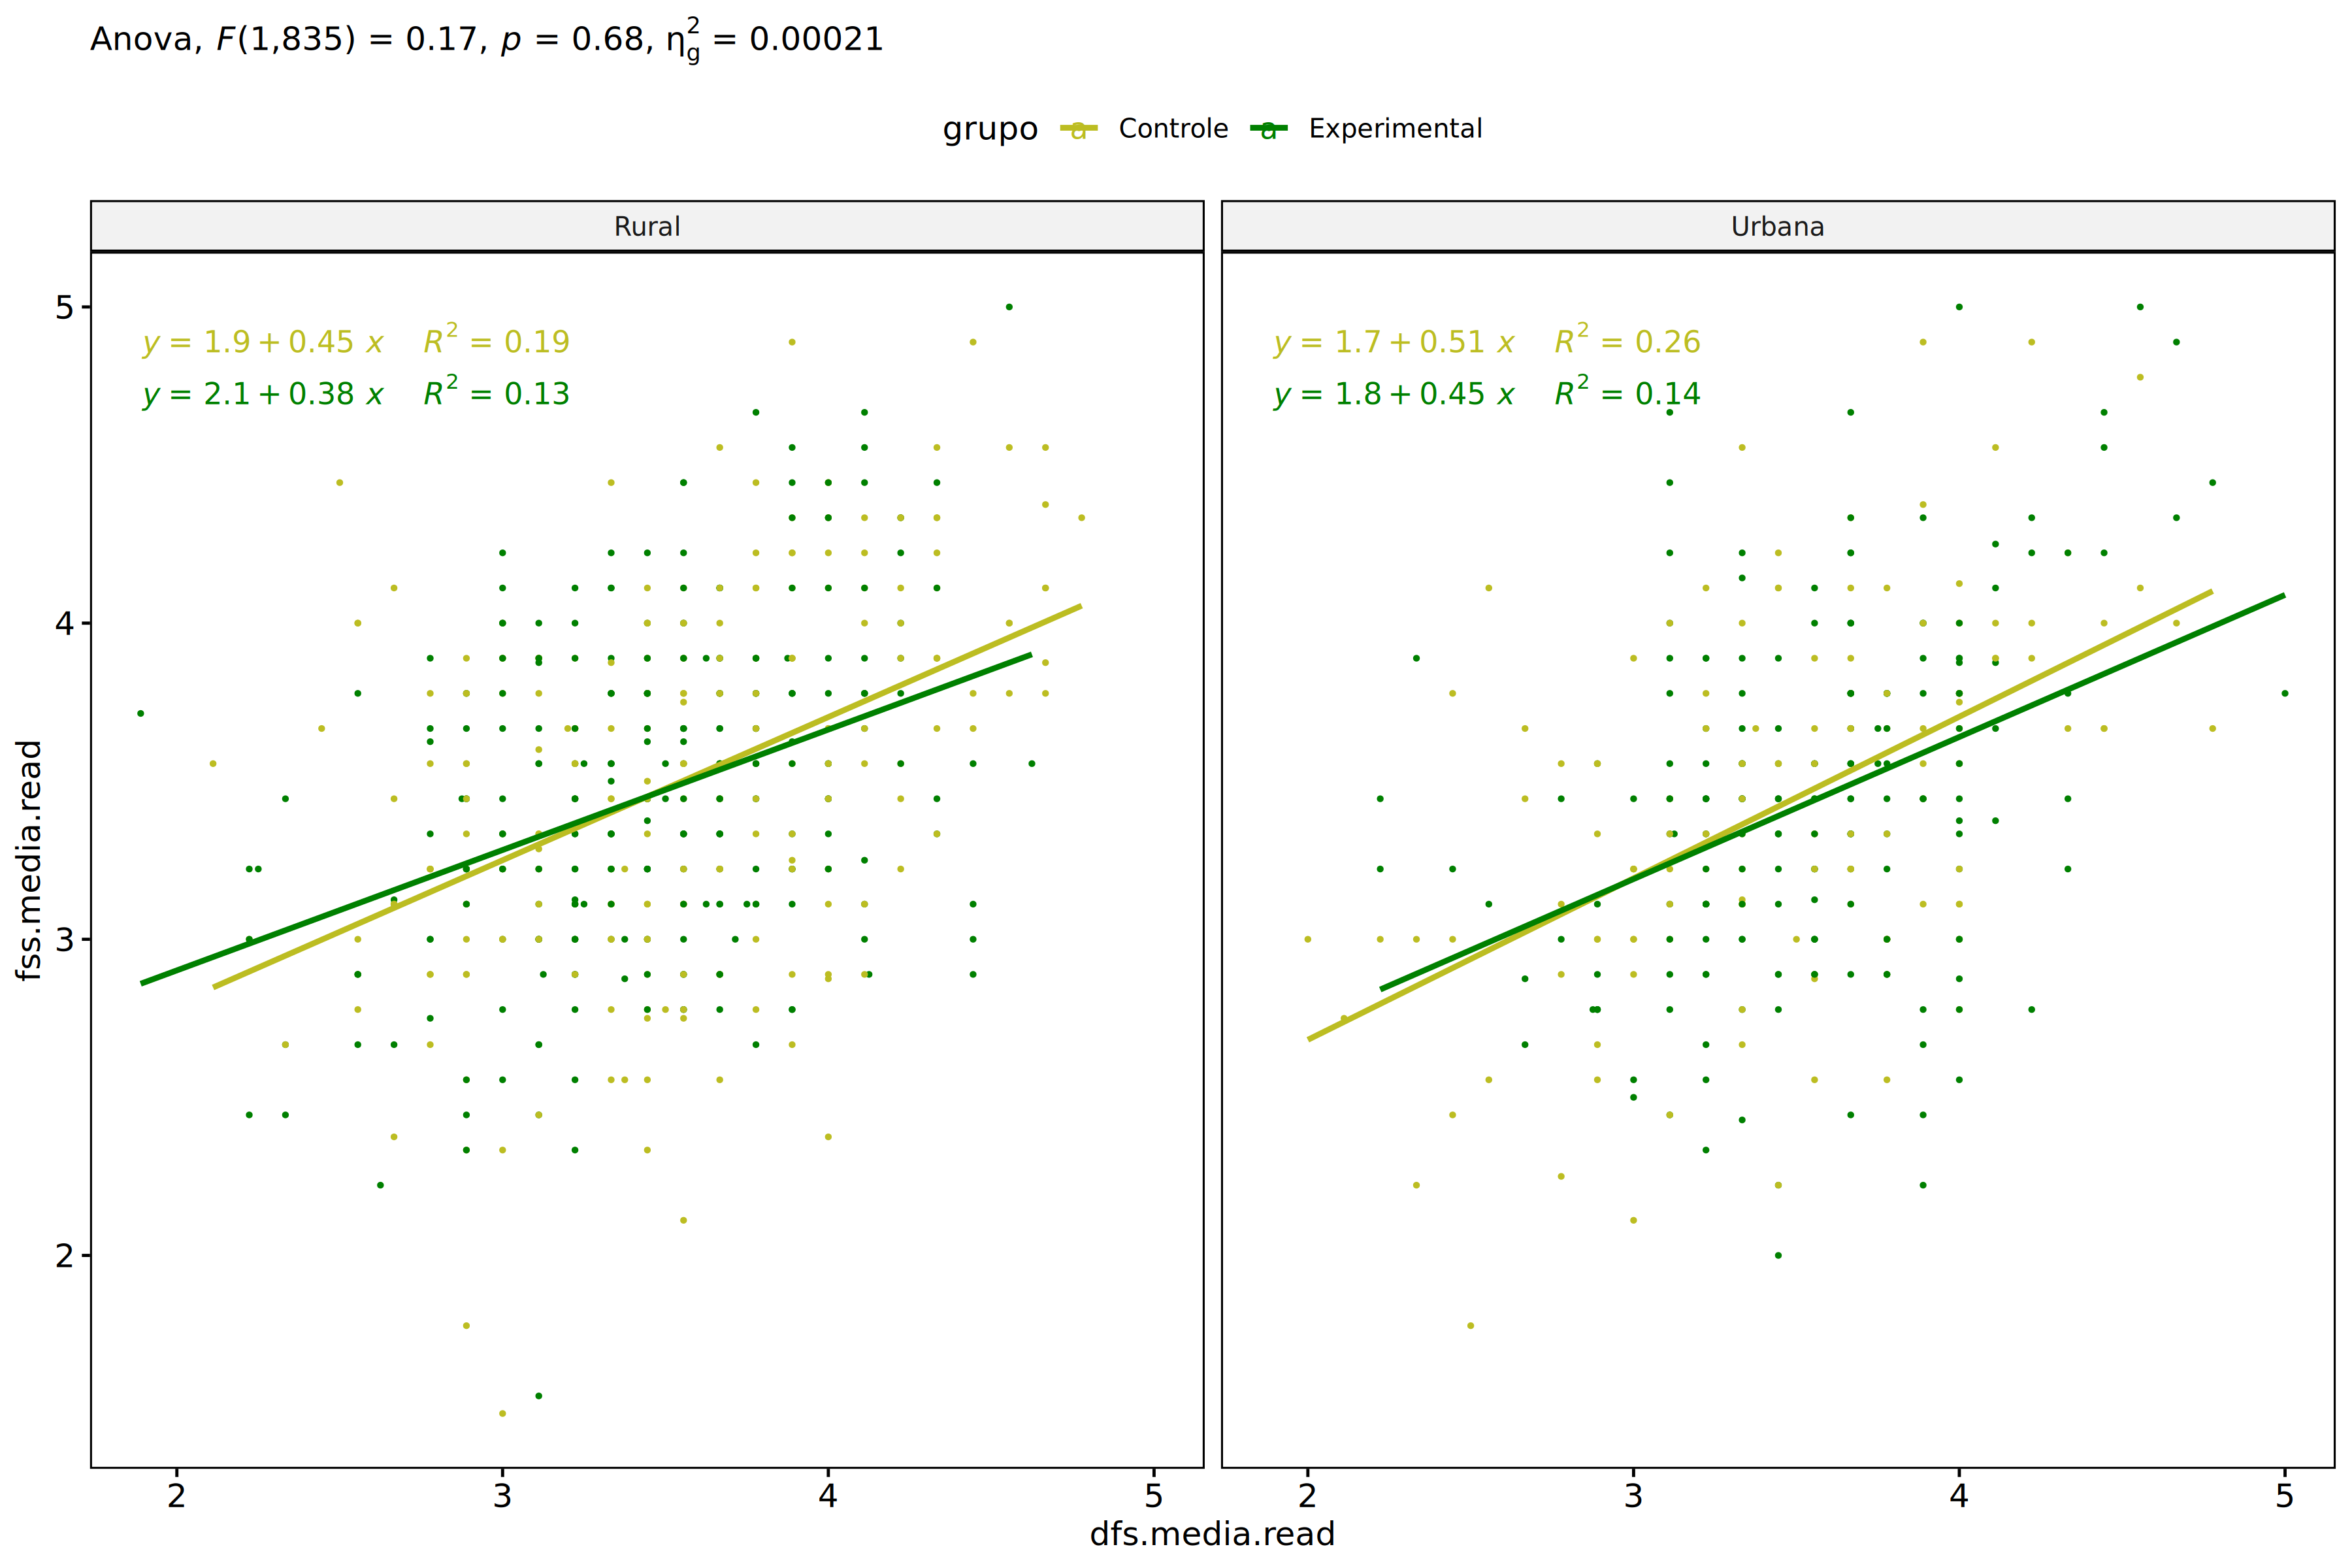 Anova, F(1,835) = 0.17, p = 0.68, η²g = 0.00021
grupo a Controle a Experimental
Rural
Urbana
y = 1.9 + 0.45 x R² = 0.19
y = 2.1 + 0.38 x R² = 0.13
y = 1.7 + 0.51 x R² = 0.26
y = 1.8 + 0.45 x R² = 0.14
5
4
3
2
fss.media.read
2 3 4 5
2 3 4 5
dfs.media.read